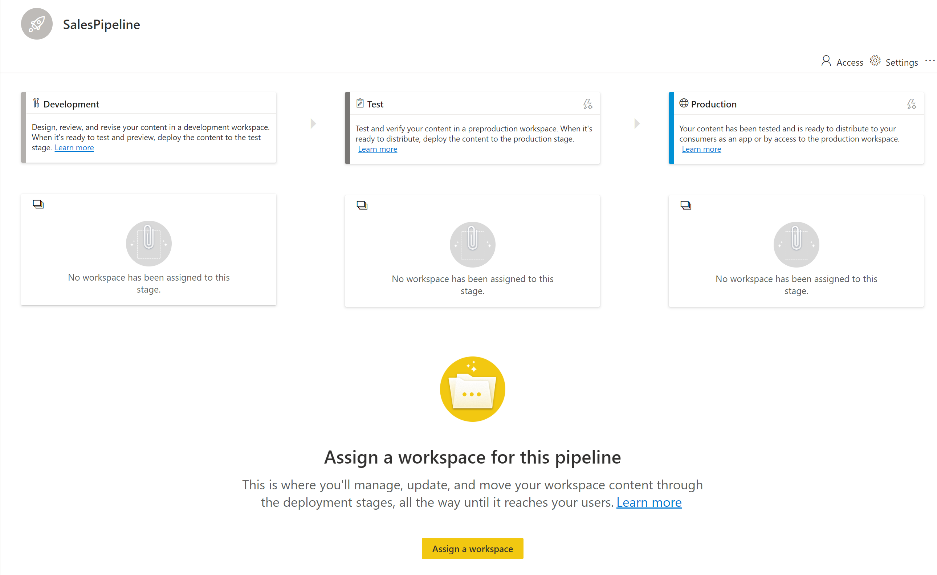 SalesPipeline
Access Settings ...
Development
Design, review, and revise your content in a development workspace.
When it's ready to test and preview, deploy the content to the test
stage. Learn more
Test
Test and verify your content in a preproduction workspace. When it's
ready to distribute, deploy the content to the production stage.
Learn more
Production
Your content has been tested and is ready to distribute to your
consumers as an app or by access to the production workspace.
Learn more
No workspace has been assigned to this
stage.
No workspace has been assigned to this
stage.
No workspace has been assigned to this
stage.
Assign a workspace for this pipeline
This is where you'll manage, update, and move your workspace content through
the deployment stages, all the way until it reaches your users. Learn more
Assign a workspace